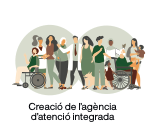 Creació de l'agència
d'atenció integrada